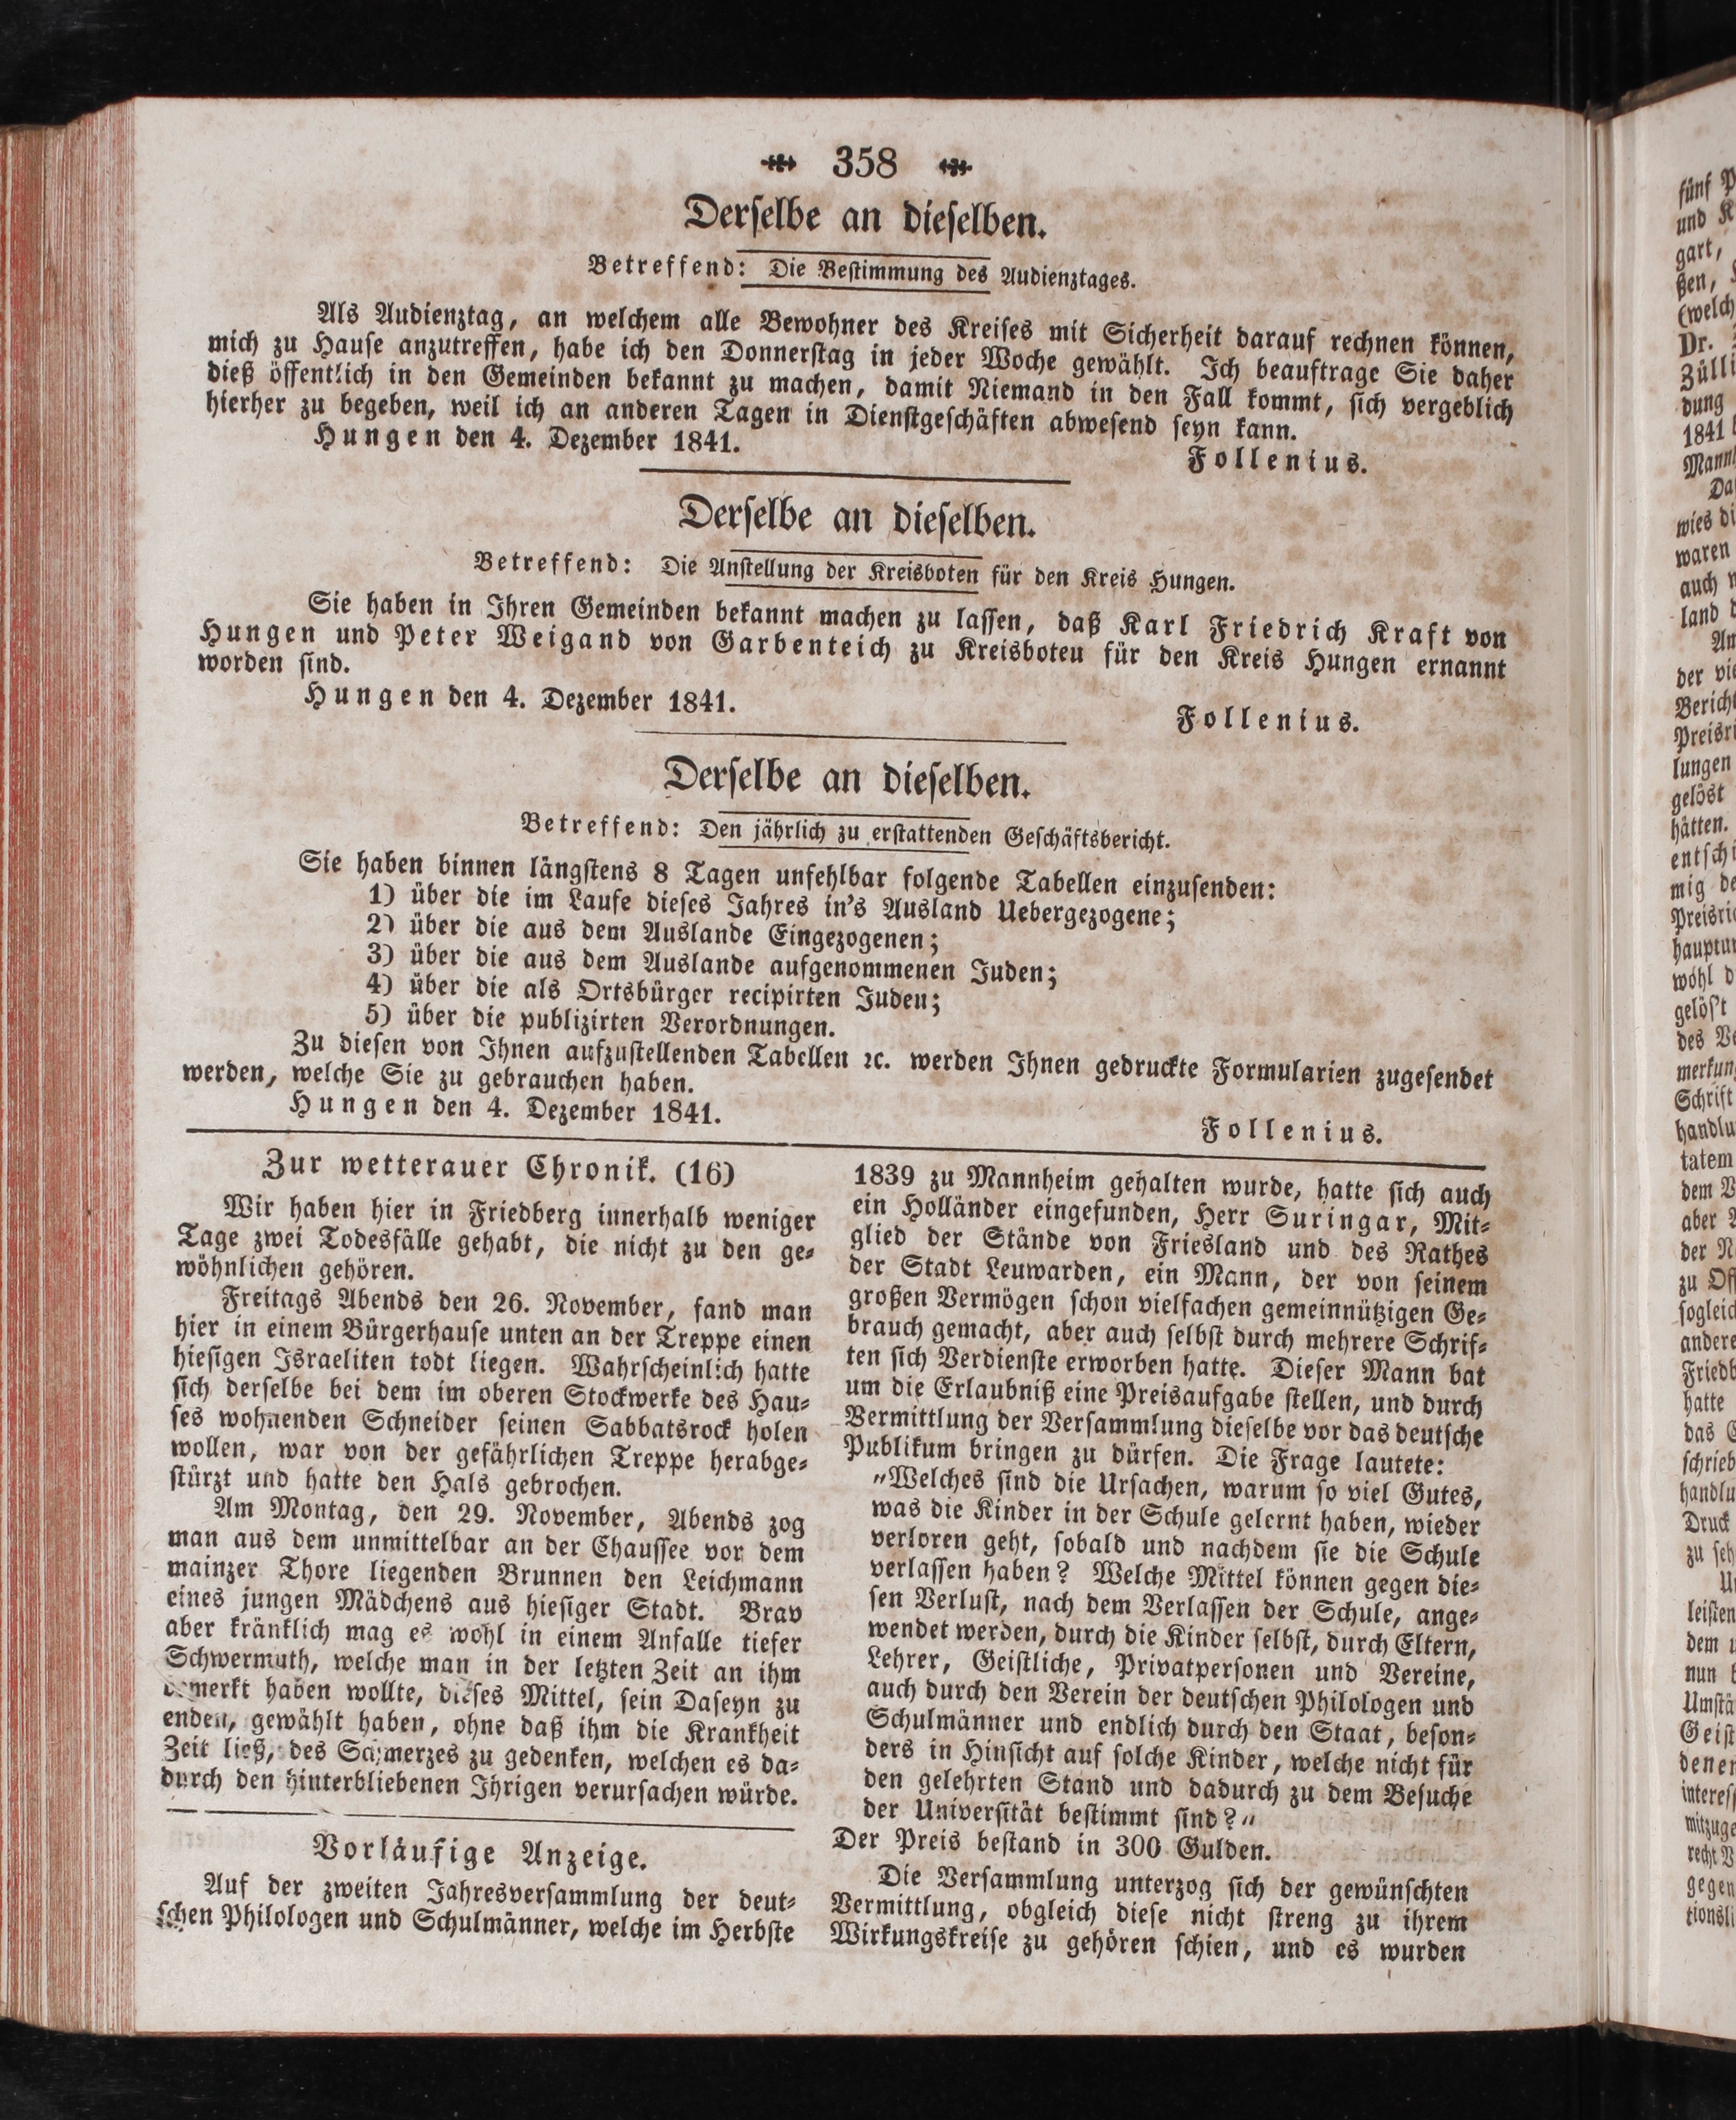 358
Derselbe an dieselben.
Betreffend: Die Bestimmung des Audienztages.
Als Audienztag, an welchem alle Bewohner des Kreises mit Sicherheit darauf rechnen können,
mich zu Hause anzutreffen, habe ich den Donnerstag in jeder Woche gewählt. Ich beauftrage Sie daher
dieß öffentlich in den Gemeinden bekannt zu machen, damit Niemand in den Fall kommt, sich vergeblich
hierher zu begeben, weil ich an anderen Tagen in Dienstgeschäften abwesend seyn kann.
Hungen den 4. Dezember 1841.
Follenius.
Derselbe an dieselben.
Betreffend: Die Anstellung der Kreisboten für den Kreis Hungen.
Sie haben in Ihren Gemeinden bekannt machen zu lassen, daß Karl Friedrich Kraft von
Hungen und Peter Weigand von Garbenteich zu Kreisboten für den Kreis Hungen ernannt
worden sind.
Hungen den 4. Dezember 1841.
Follenius.
Derselbe an dieselben.
Betreffend: Den jährlich zu erstattenden Geschäftsbericht.
Sie haben binnen längstens 8 Tagen unfehlbar folgende Tabellen einzusenden:
1) über die im Laufe dieses Jahres in's Ausland Uebergezogene;
2) über die aus dem Auslande Eingezogenen;
3) über die aus dem Auslande aufgenommenen Juden;
4) über die als Ortsbürger recipirten Juden;
5) über die publizirten Verordnungen.
Zu diesen von Ihnen aufzustellenden Tabellen ꝛc. werden Ihnen gedruckte Formularien zugesendet
werden, welche Sie zu gebrauchen haben.
Hungen den 4. Dezember 1841.
Follenius.
Zur wetterauer Chronik. (16)
Wir haben hier in Friedberg innerhalb weniger
Tage zwei Todesfälle gehabt, die nicht zu den ge-
wöhnlichen gehören.
Freitags Abends den 26. November, fand man
hier in einem Bürgerhause unten an der Treppe einen
hiesigen Israeliten todt liegen. Wahrscheinlich hatte
sich derselbe bei dem im oberen Stockwerke des Hau-
ses wohnenden Schneider seinen Sabbatsrock holen
wollen, war von der gefährlichen Treppe herabge-
stürzt und hatte den Hals gebrochen.
Am Montag, den 29. November, Abends zog
man aus dem unmittelbar an der Chaussee vor dem
mainzer Thore liegenden Brunnen den Leichmann
eines jungen Mädchens aus hiesiger Stadt. Brav
aber kränklich mag es wohl in einem Anfalle tiefer
Schwermuth, welche man in der letzten Zeit an ihm
bemerkt haben wollte, dieses Mittel, sein Daseyn zu
enden, gewählt haben, ohne daß ihm die Krankheit
Zeit ließ, des Schmerzes zu gedenken, welchen es da-
durch den hinterbliebenen Ihrigen verursachen würde.
Vorläufige Anzeige.
Auf der zweiten Jahresversammlung der deut-
schen Philologen und Schulmänner, welche im Herbste
1839 zu Mannheim gehalten wurde, hatte sich auch
ein Holländer eingefunden, Herr Suringar, Mit-
glied der Stände von Friesland und des Rathes
der Stadt Leuwarden, ein Mann, der von seinem
großen Vermögen schon vielfachen gemeinnützigen Ge-
brauch gemacht, aber auch selbst durch mehrere Schrif-
ten sich Verdienste erworben hatte. Dieser Mann bat
um die Erlaubniß eine Preisaufgabe stellen, und durch
Vermittlung der Versammlung dieselbe vor das deutsche
Publikum bringen zu dürfen. Die Frage lautete:
"Welches sind die Ursachen, warum so viel Gutes,
was die Kinder in der Schule gelernt haben, wieder
verloren geht, sobald und nachdem sie die Schule
verlassen haben? Welche Mittel können gegen die-
sen Verlust, nach dem Verlassen der Schule, ange-
wendet werden, durch die Kinder selbst, durch Eltern,
Lehrer, Geistliche, Privatpersonen und Vereine,
auch durch den Verein der deutschen Philologen und
Schulmänner und endlich durch den Staat, beson-
ders in Hinsicht auf solche Kinder, welche nicht für
den gelehrten Stand und dadurch zu dem Besuche
der Universität bestimmt sind?"
Der Preis bestand in 300 Gulden.
Die Versammlung unterzog sich der gewünschten
Vermittlung, obgleich diese nicht streng zu ihrem
Wirkungskreise zu gehören schien, und es wurden